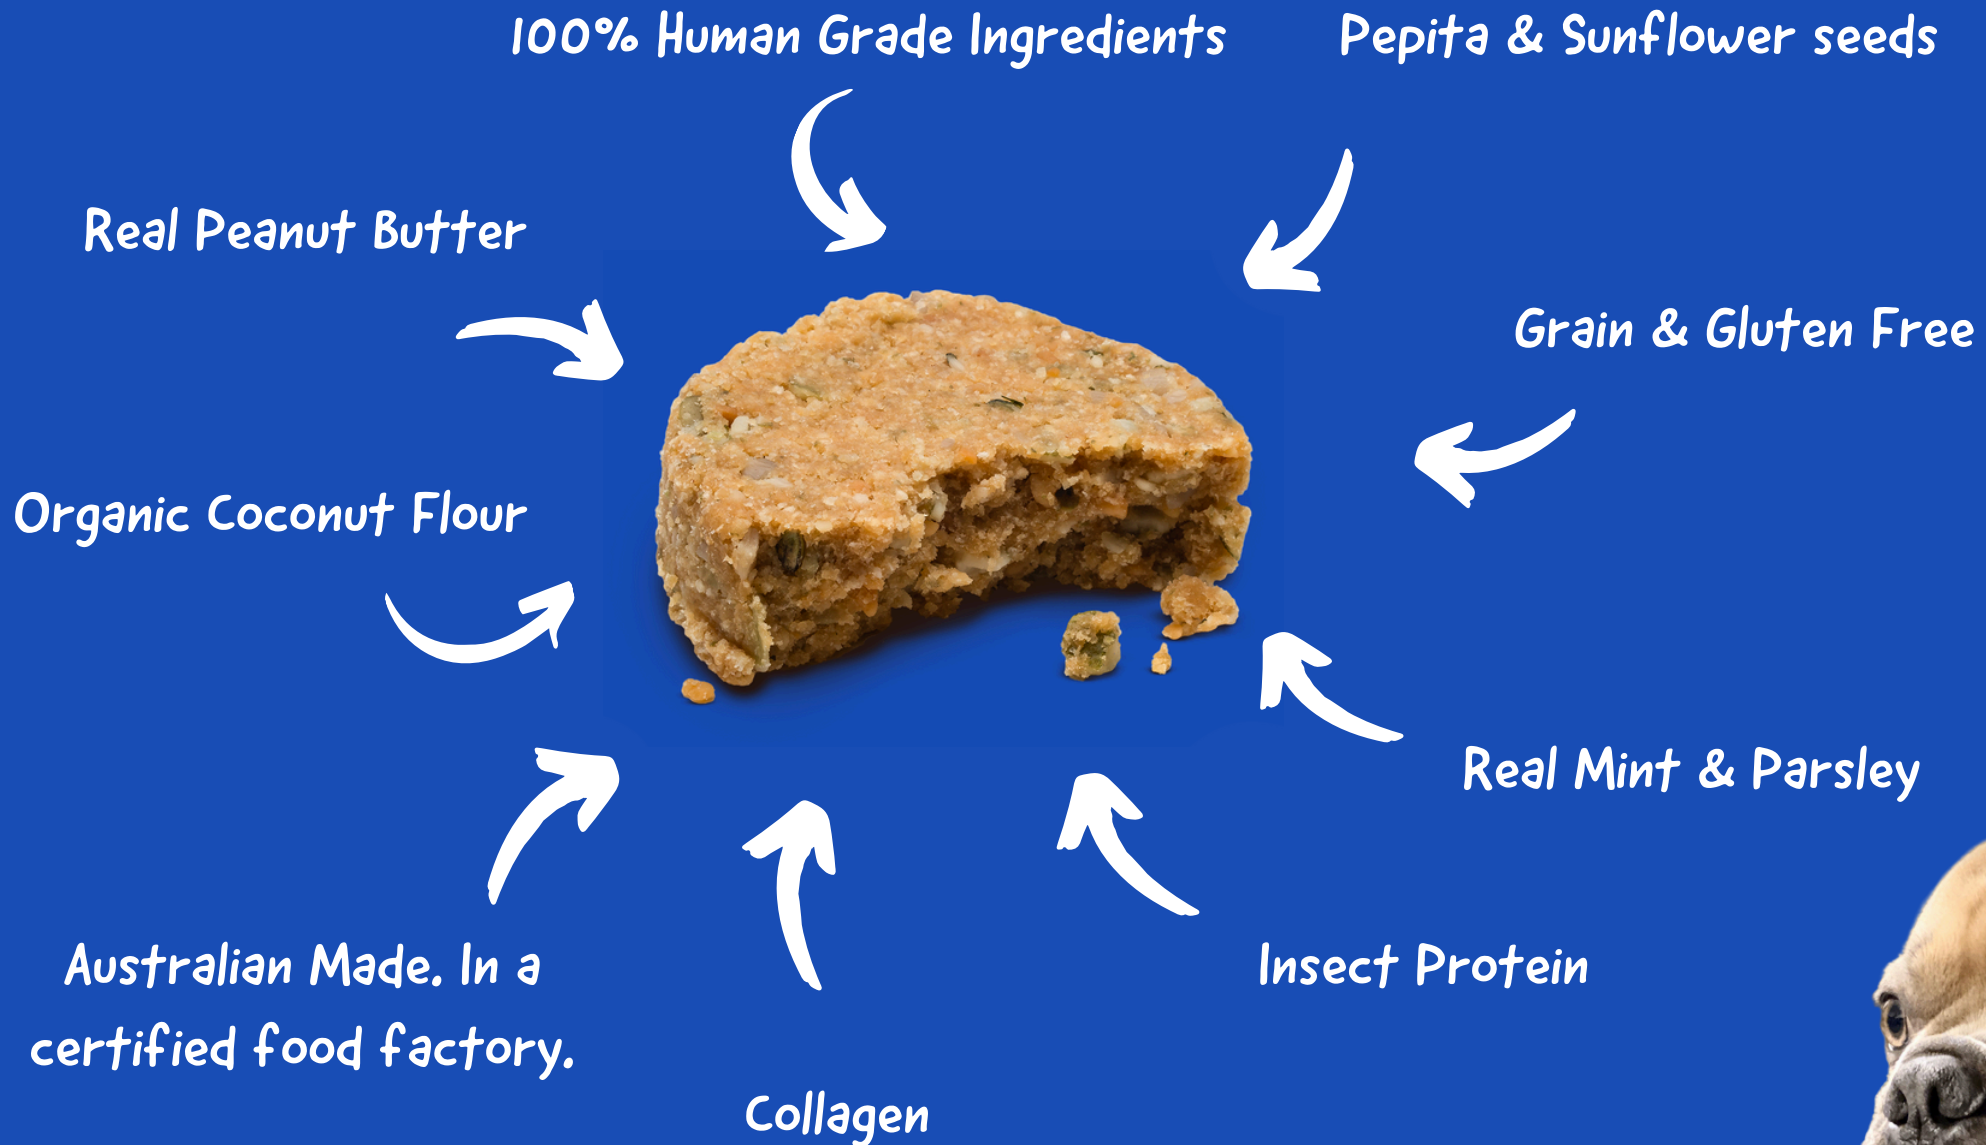 100% Human Grade Ingredients
Pepita & Sunflower seeds
Real Peanut Butter
Grain & Gluten Free
Organic Coconut Flour
Real Mint & Parsley
Australian Made. In a
certified food factory.
Insect Protein
Collagen